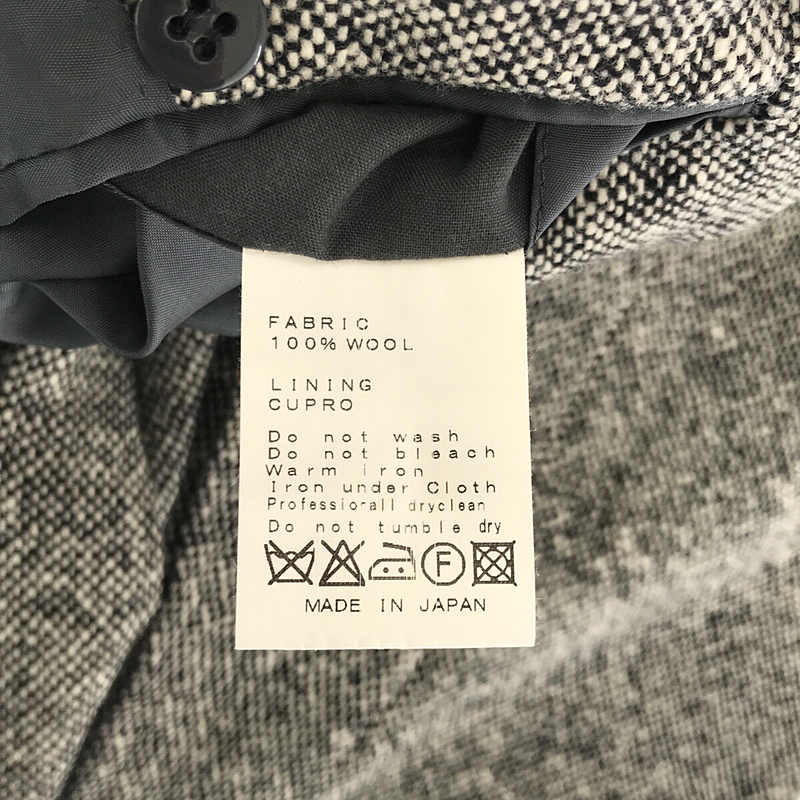 FABRIC
100% WOOL
LINING
CUPRO
Do not wash
Do not bleach
Warm iron
Iron under Cloth
Professiorall dryclean
Do not tumble dry
F
MADE IN JAPAN